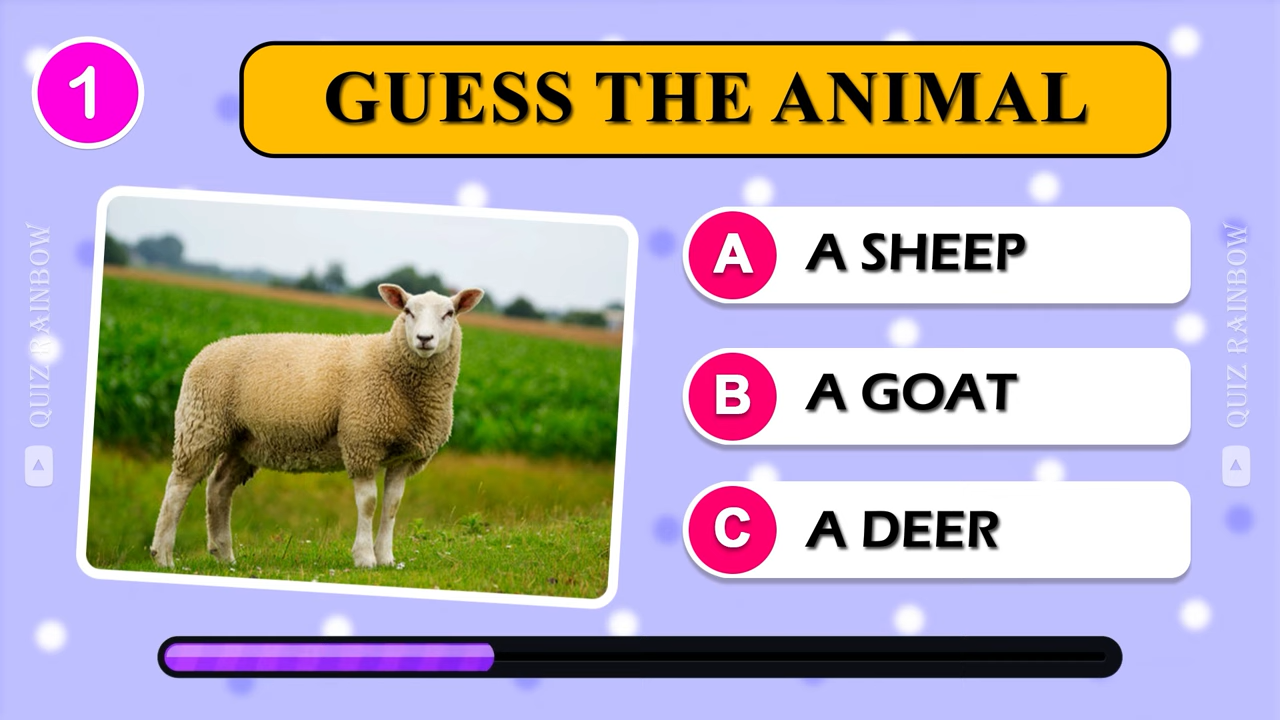 1
GUESS THE ANIMAL
QUIZ RAINBOW
A A SHEEP
B A GOAT
C A DEER
QUIZ RAINBOW